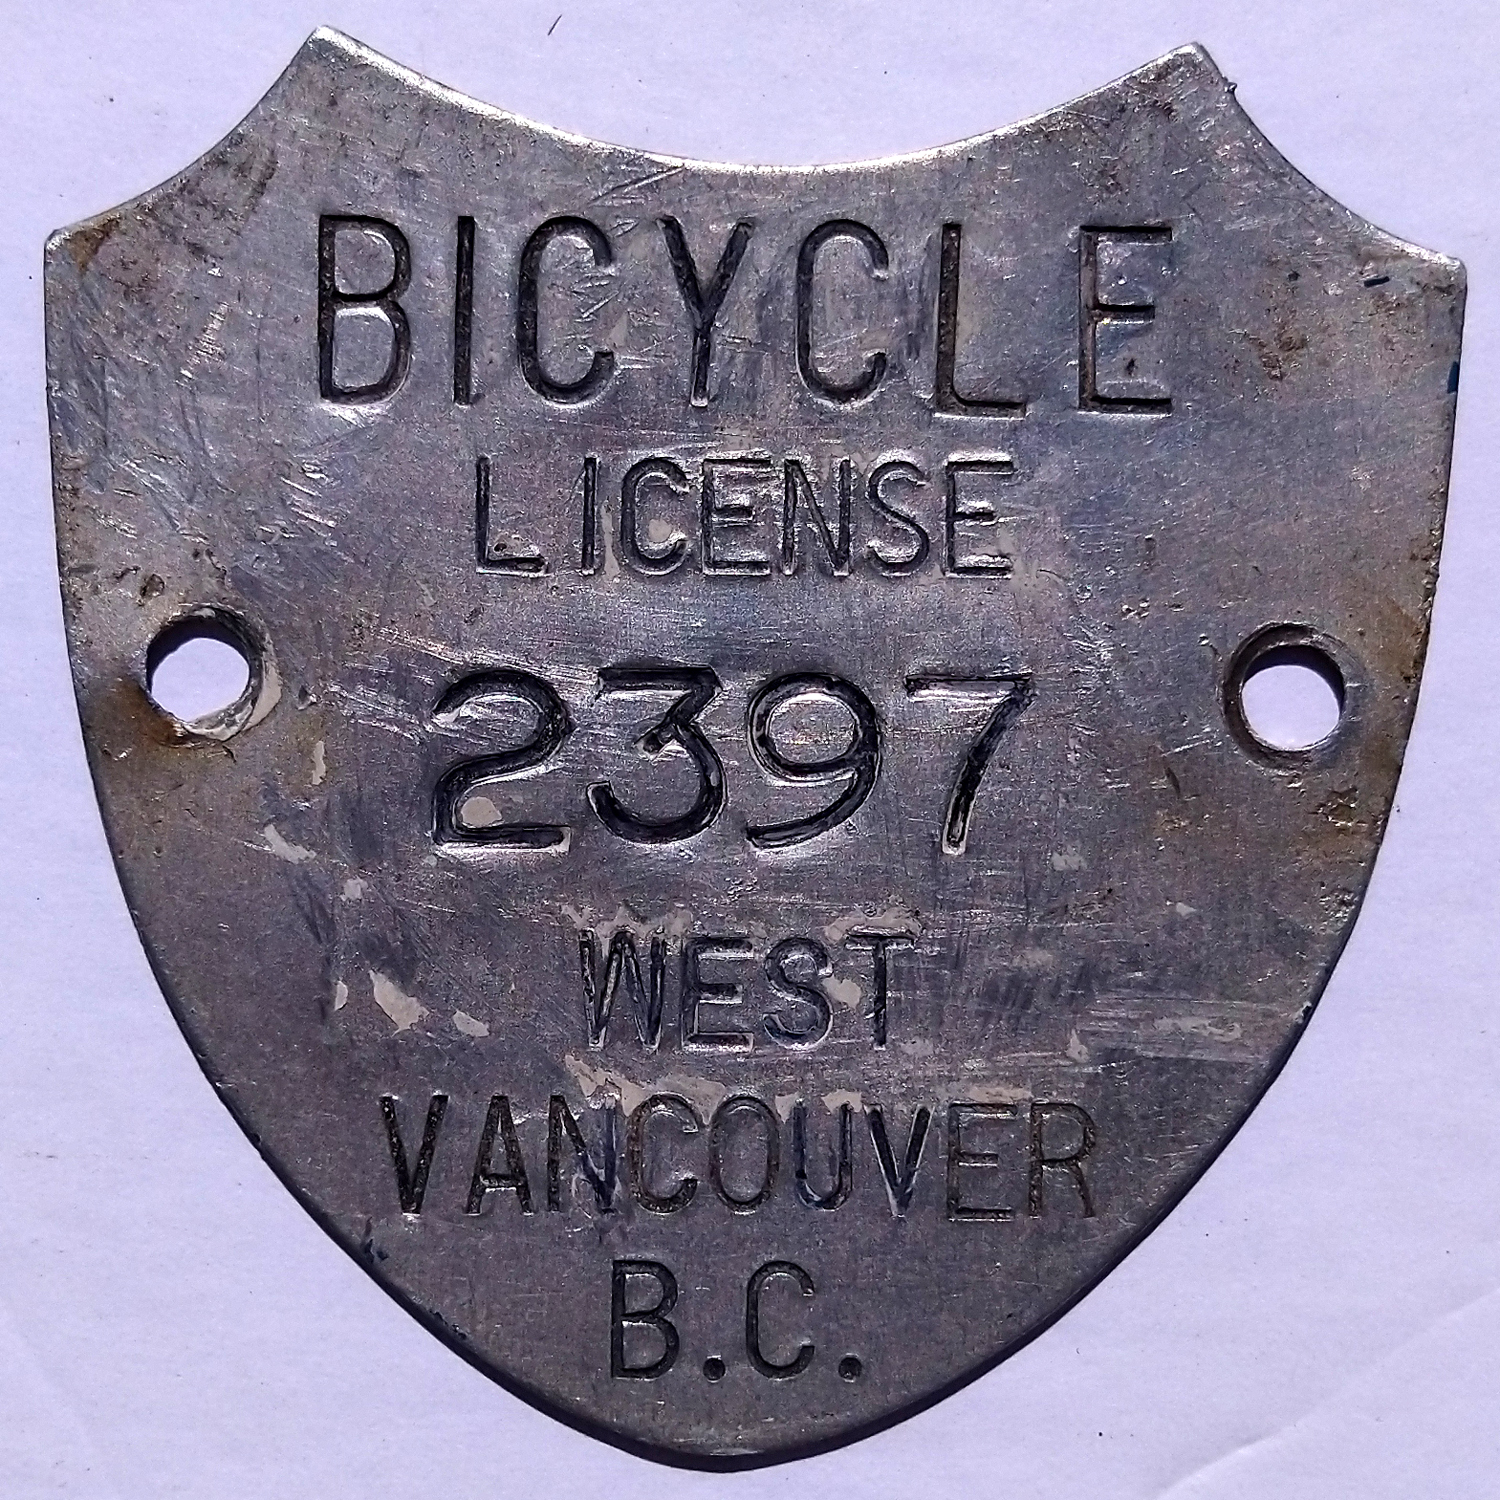 BICYCLE
LICENSE
2397
WEST
VANCOUVER
B.C.